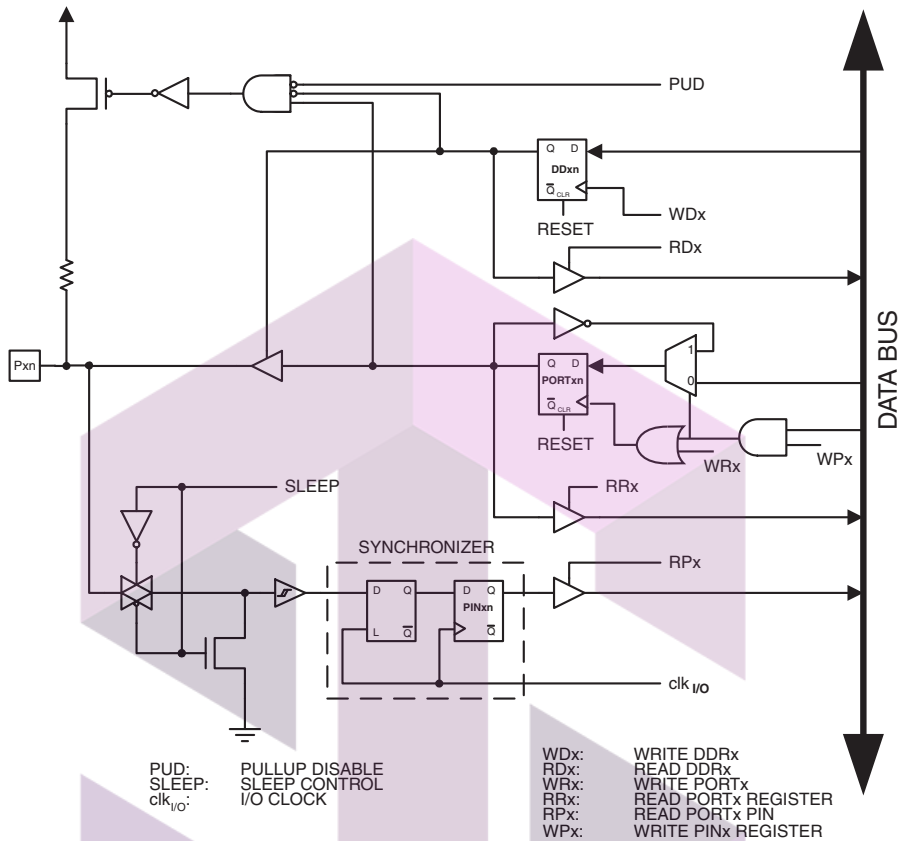 PUD
Q D
DDxn
Q CLR
WDx
RESET
RDx
1
Pxn
Q D
PORTxn
0
Q CLR
RESET
WRx
WPx
DATA BUS
SLEEP
RRx
SYNCHRONIZER
RPx
D Q
L Q
D Q
PINxn
Q
clk I/O
PUD: PULLUP DISABLE
SLEEP: SLEEP CONTROL
clkI/O: I/O CLOCK
WDx: WRITE DDRx
RDx: READ DDRx
WRx: WRITE PORTx
RRx: READ PORTx REGISTER
RPx: READ PORTx PIN
WPx: WRITE PINx REGISTER